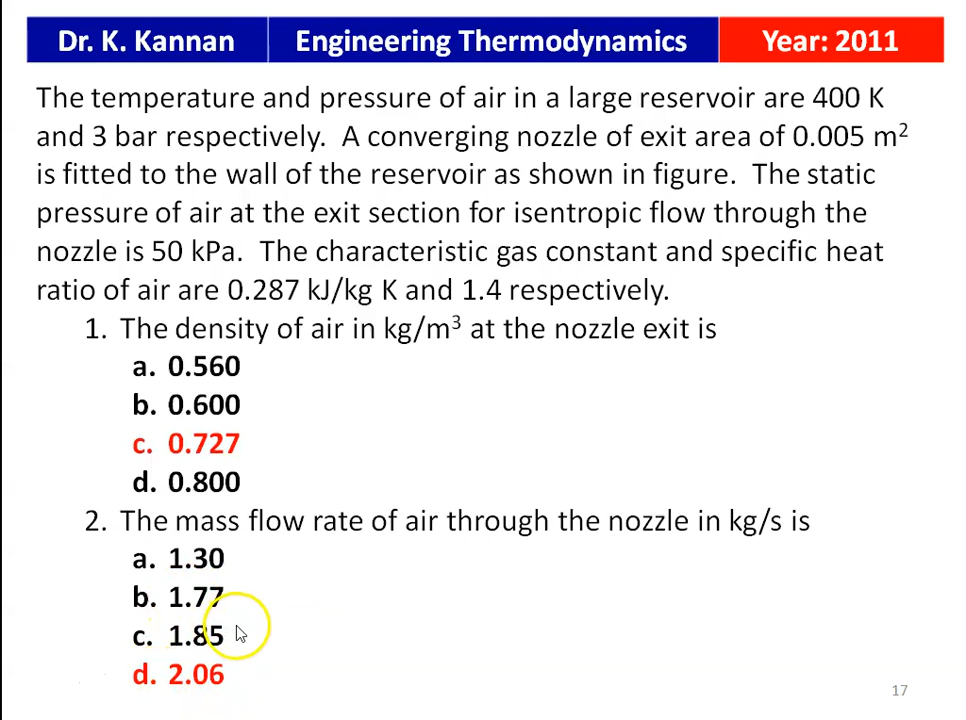 Dr. K. Kannan Engineering Thermodynamics Year: 2011
The temperature and pressure of air in a large reservoir are 400 K
and 3 bar respectively. A converging nozzle of exit area of 0.005 m²
is fitted to the wall of the reservoir as shown in figure. The static
pressure of air at the exit section for isentropic flow through the
nozzle is 50 kPa. The characteristic gas constant and specific heat
ratio of air are 0.287 kJ/kg K and 1.4 respectively.
1. The density of air in kg/m³ at the nozzle exit is
a. 0.560
b. 0.600
c. 0.727
d. 0.800
2. The mass flow rate of air through the nozzle in kg/s is
a. 1.30
b. 1.77
c. 1.85
d. 2.06
17